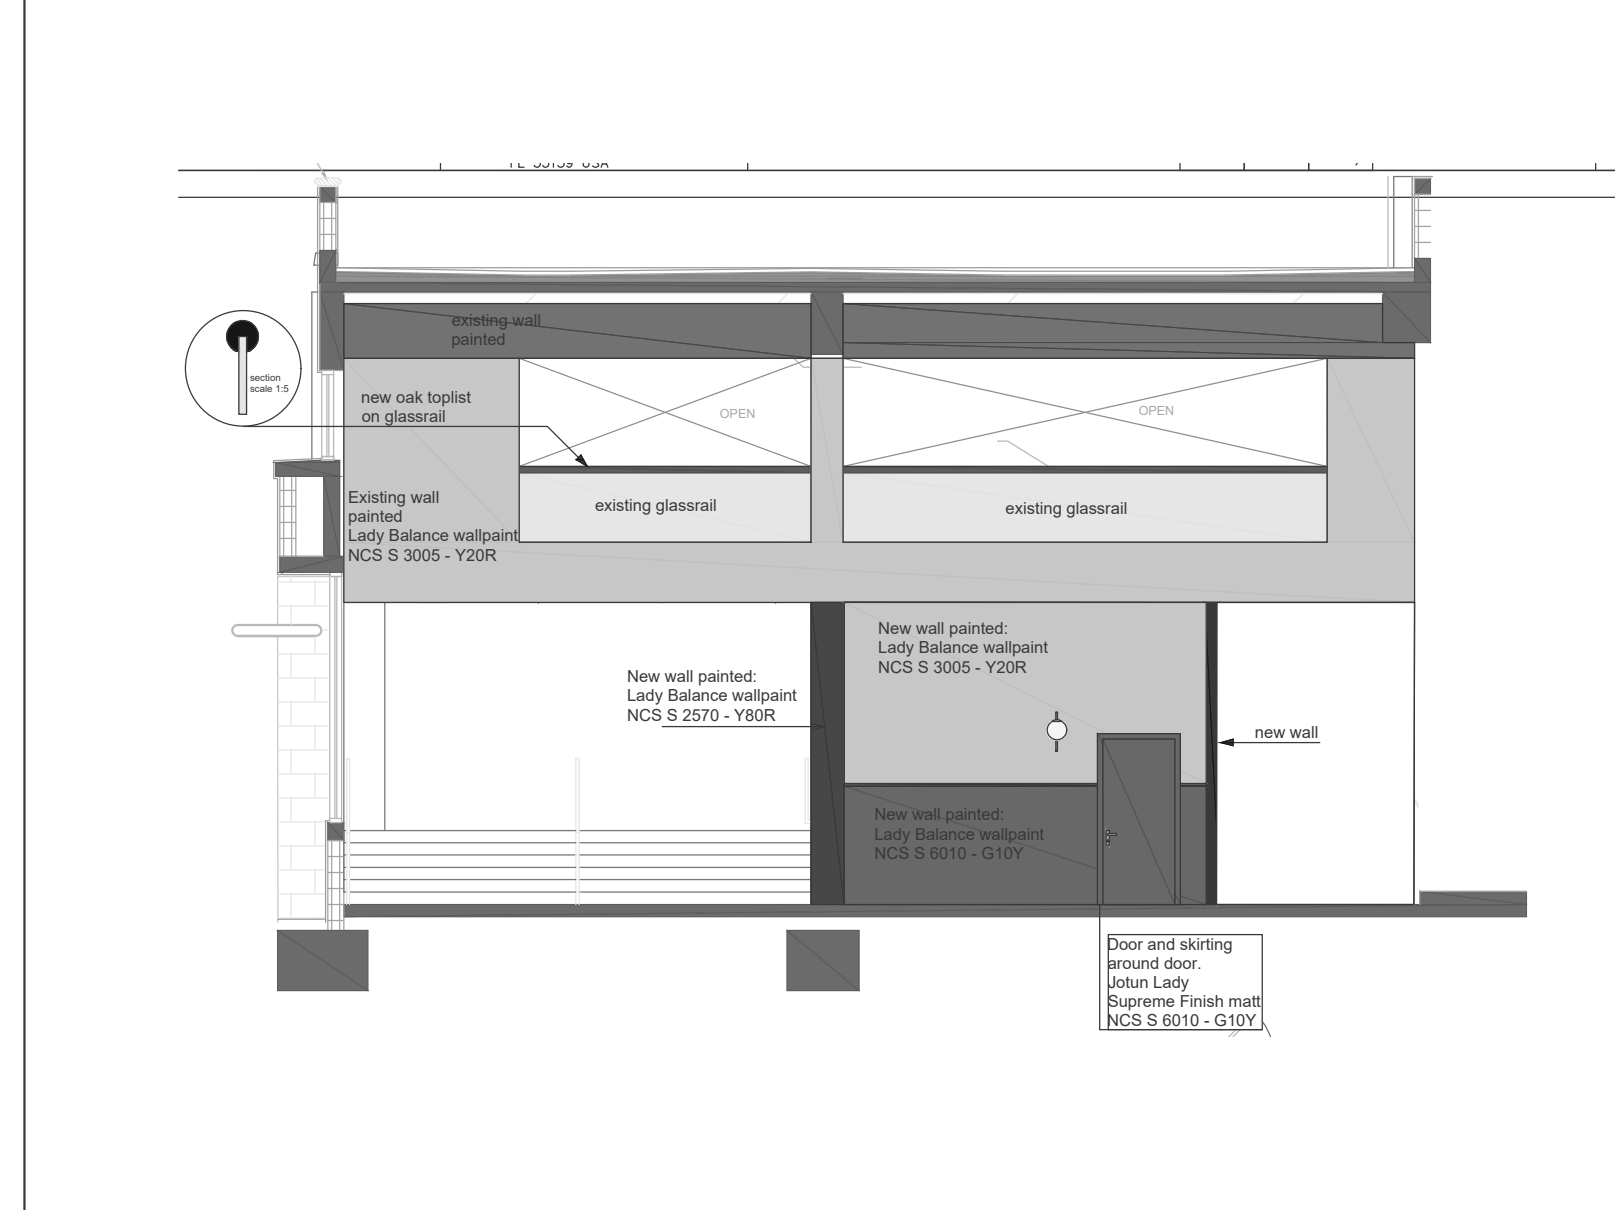 existing wall
painted
section
scale 1:5
new oak toplist
on glassrail
OPEN
OPEN
Existing wall
painted
Lady Balance wallpaint
NCS S 3005 - Y20R
existing glassrail
existing glassrail
New wall painted:
Lady Balance wallpaint
NCS S 3005 - Y20R
New wall painted:
Lady Balance wallpaint
NCS S 2570 - Y80R
new wall
New wall painted:
Lady Balance wallpaint
NCS S 6010 - G10Y
Door and skirting
around door.
Jotun Lady
Supreme Finish matt
NCS S 6010 - G10Y